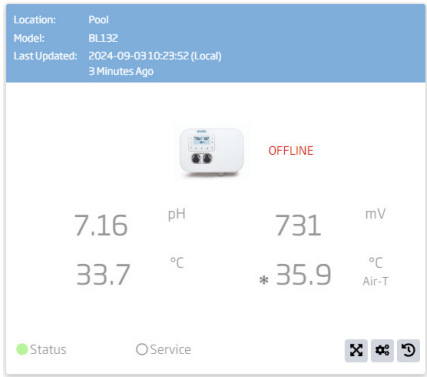 Location: Pool
Model: BL132
Last Updated: 2024-09-03 10:23:52 (Local)
3 Minutes Ago
OFFLINE
7.16 pH
731 mV
33.7 °C
* 35.9 °C
Air-T
Status
Service